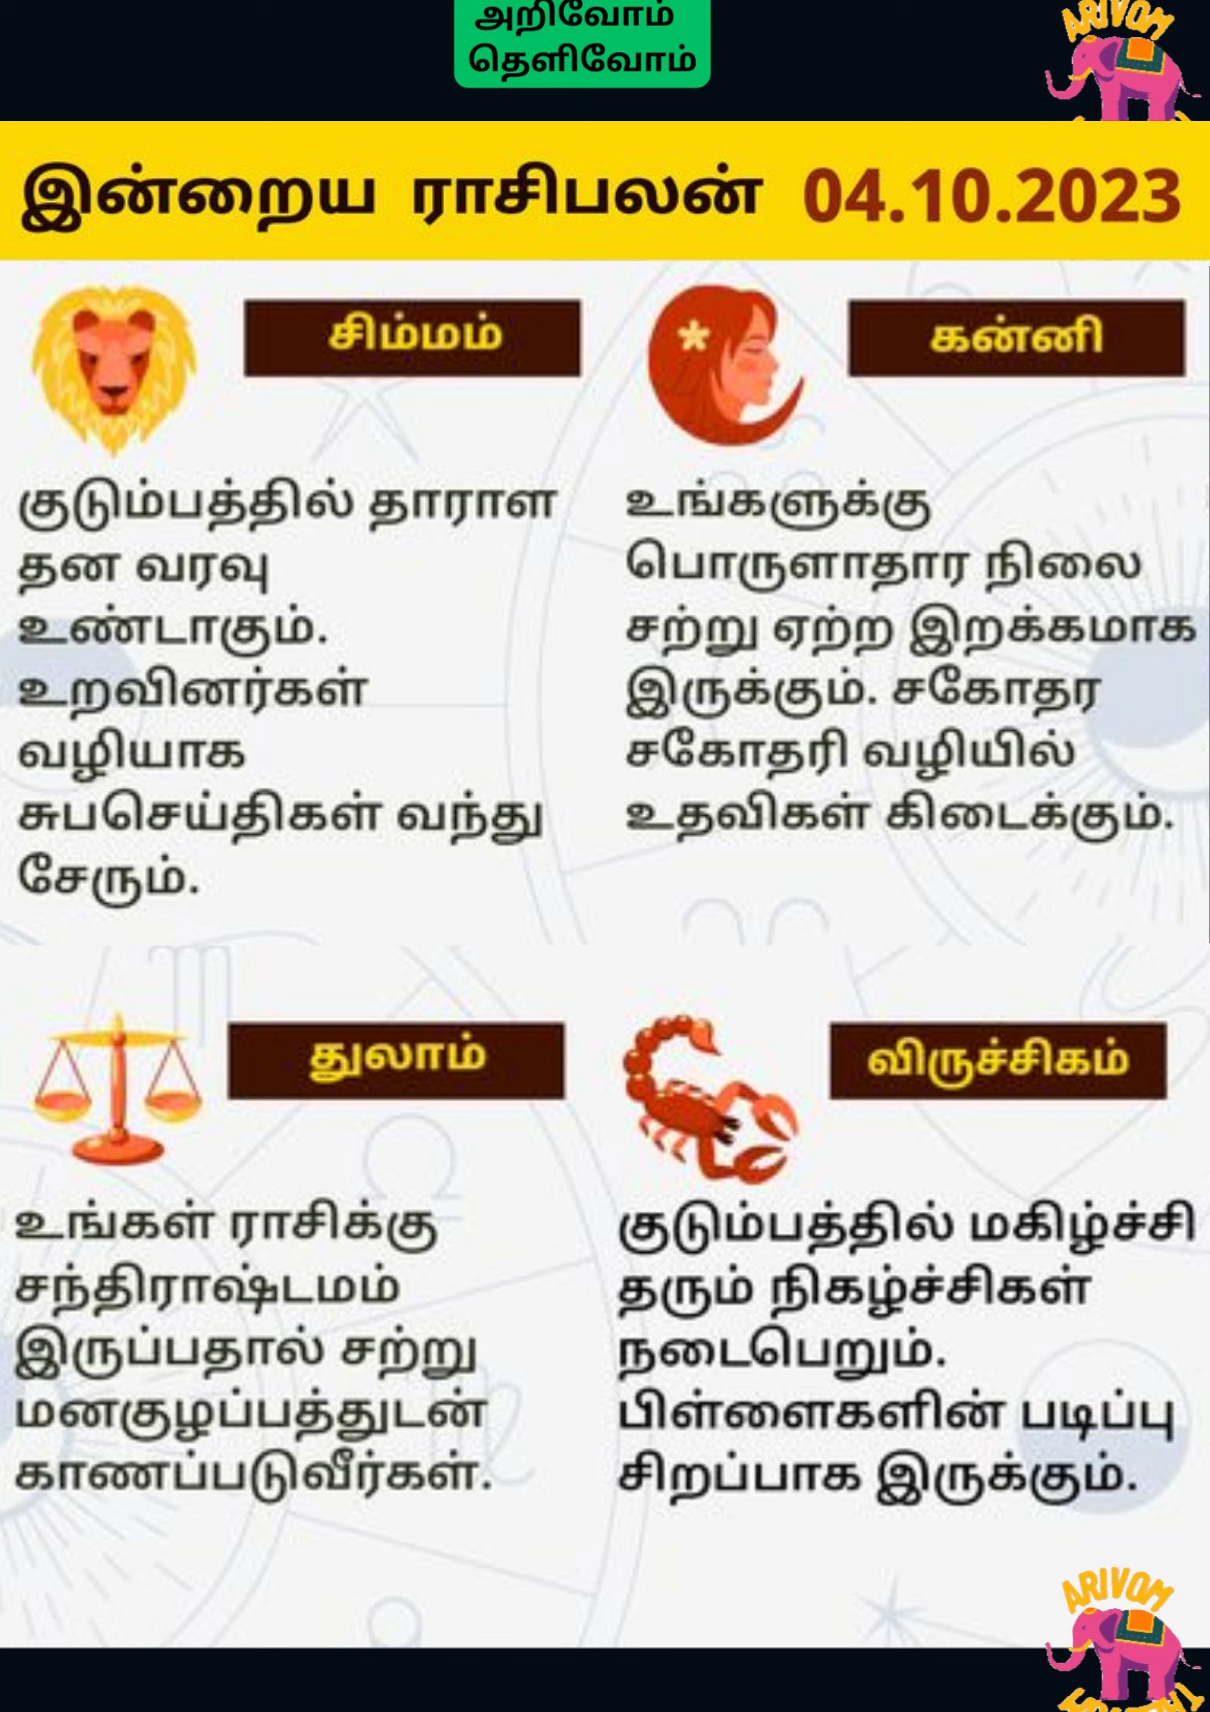 அறிவோம்
தெளிவோம்
ARIVOM
இன்றைய ராசிபலன் 04.10.2023
சிம்மம்
குடும்பத்தில் தாராள
தன வரவு
உண்டாகும்.
உறவினர்கள்
வழியாக
சுபசெய்திகள் வந்து
சேரும்.
கன்னி
உங்களுக்கு
பொருளாதார நிலை
சற்று ஏற்ற இறக்கமாக
இருக்கும். சகோதர
சகோதரி வழியில்
உதவிகள் கிடைக்கும்.
துலாம்
உங்கள் ராசிக்கு
சந்திராஷ்டமம்
இருப்பதால் சற்று
மனகுழப்பத்துடன்
காணப்படுவீர்கள்.
விருச்சிகம்
குடும்பத்தில் மகிழ்ச்சி
தரும் நிகழ்ச்சிகள்
நடைபெறும்.
பிள்ளைகளின் படிப்பு
சிறப்பாக இருக்கும்.
ARIVOM